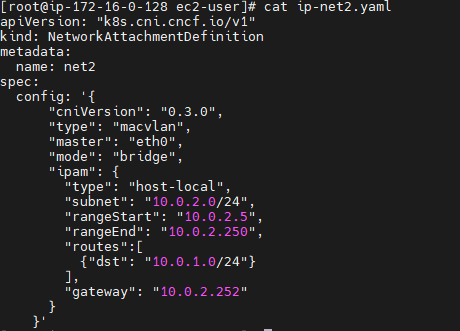 [root@ip-172-16-0-128 ec2-user]# cat ip-net2.yaml
apiVersion: "k8s.cni.cncf.io/v1"
kind: NetworkAttachmentDefinition
metadata:
  name: net2
spec:
  config: '{
      "cniVersion": "0.3.0",
      "type": "macvlan",
      "master": "eth0",
      "mode": "bridge",
      "ipam": {
        "type": "host-local",
        "subnet": "10.0.2.0/24",
        "rangeStart": "10.0.2.5",
        "rangeEnd": "10.0.2.250",
        "routes":[
          {"dst": "10.0.1.0/24"}
        ],
        "gateway": "10.0.2.252"
      }
    }'